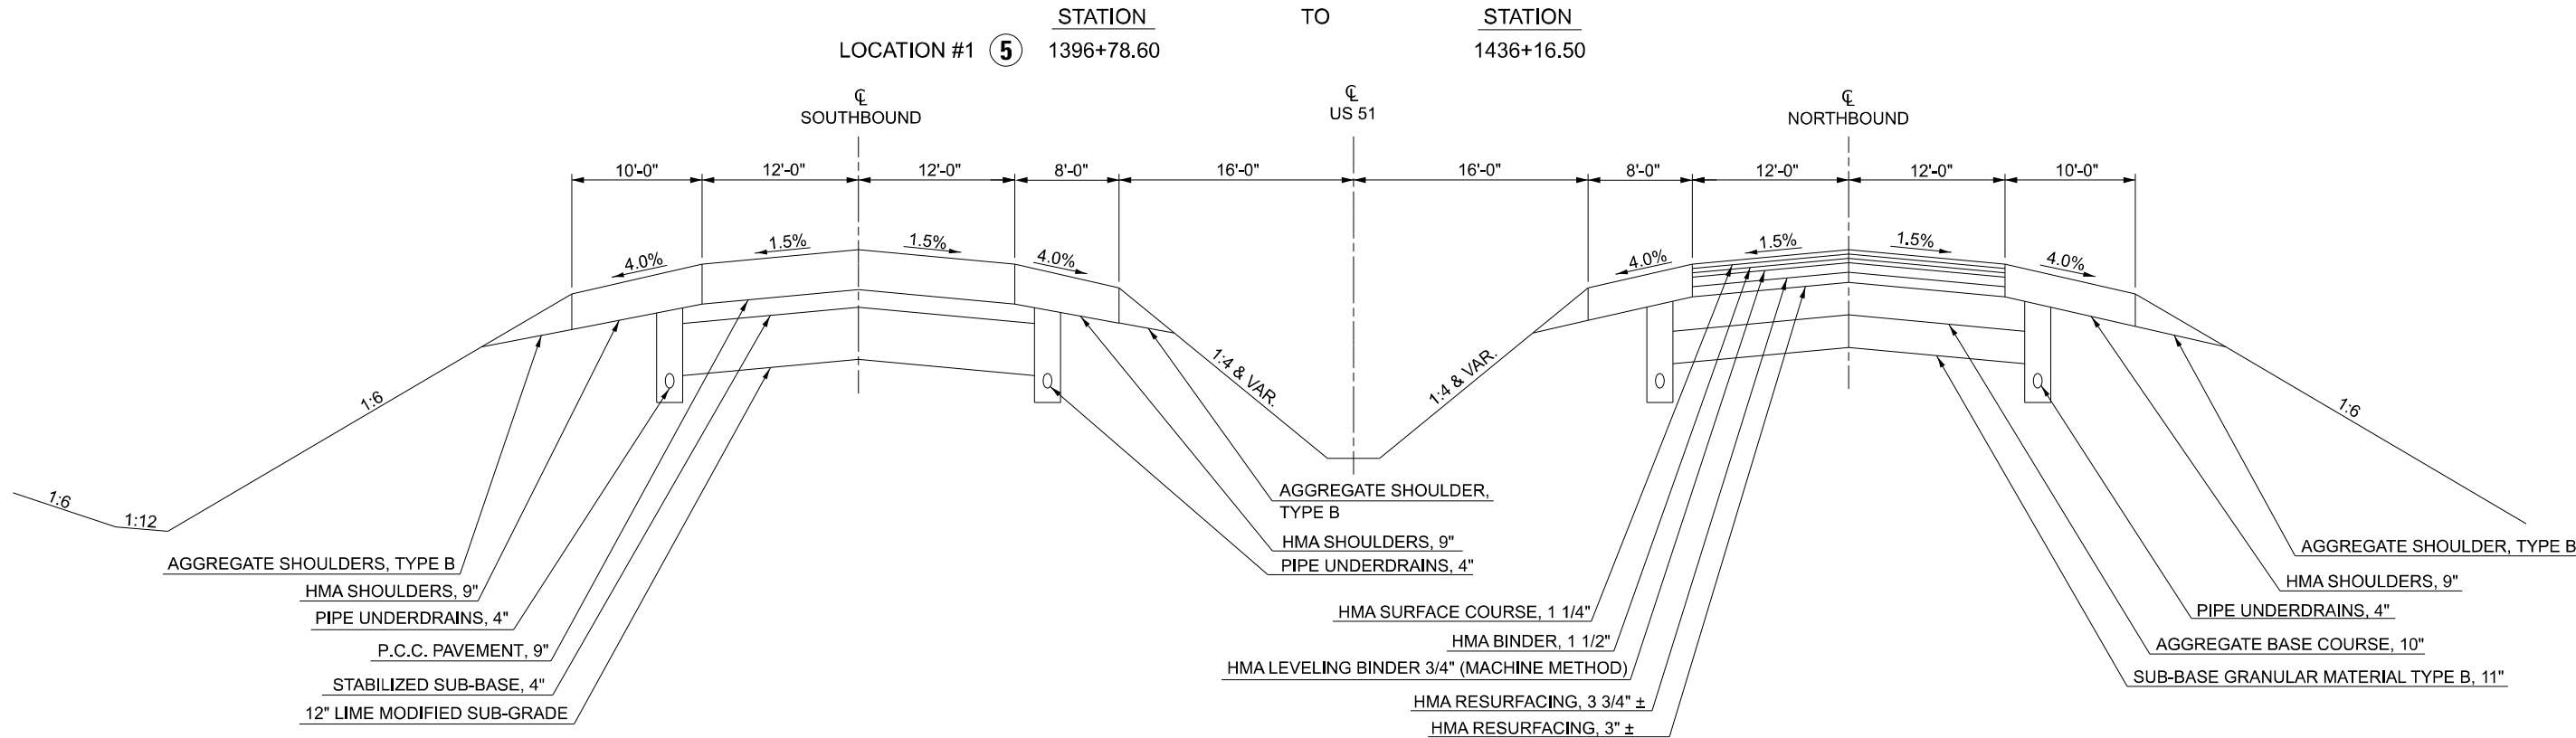 STATION TO STATION
LOCATION #1 5 1396+78.60 1436+16.50
℄ ℄ ℄
SOUTHBOUND US 51 NORTHBOUND
10'-0" 12'-0" 12'-0" 8'-0" 16'-0" 16'-0" 8'-0" 12'-0" 12'-0" 10'-0"
4.0% 1.5% 1.5% 4.0% 4.0% 1.5% 1.5% 4.0%
1:6 1:4 & VAR. 1:4 & VAR. 1:6
1:6 1:12
AGGREGATE SHOULDERS, TYPE B
HMA SHOULDERS, 9"
PIPE UNDERDRAINS, 4"
P.C.C. PAVEMENT, 9"
STABILIZED SUB-BASE, 4"
12" LIME MODIFIED SUB-GRADE
AGGREGATE SHOULDER,
TYPE B
HMA SHOULDERS, 9"
PIPE UNDERDRAINS, 4"
HMA SURFACE COURSE, 1 1/4"
HMA BINDER, 1 1/2"
HMA LEVELING BINDER 3/4" (MACHINE METHOD)
HMA RESURFACING, 3 3/4" ±
HMA RESURFACING, 3" ±
AGGREGATE SHOULDER, TYPE B
HMA SHOULDERS, 9"
PIPE UNDERDRAINS, 4"
AGGREGATE BASE COURSE, 10"
SUB-BASE GRANULAR MATERIAL TYPE B, 11"